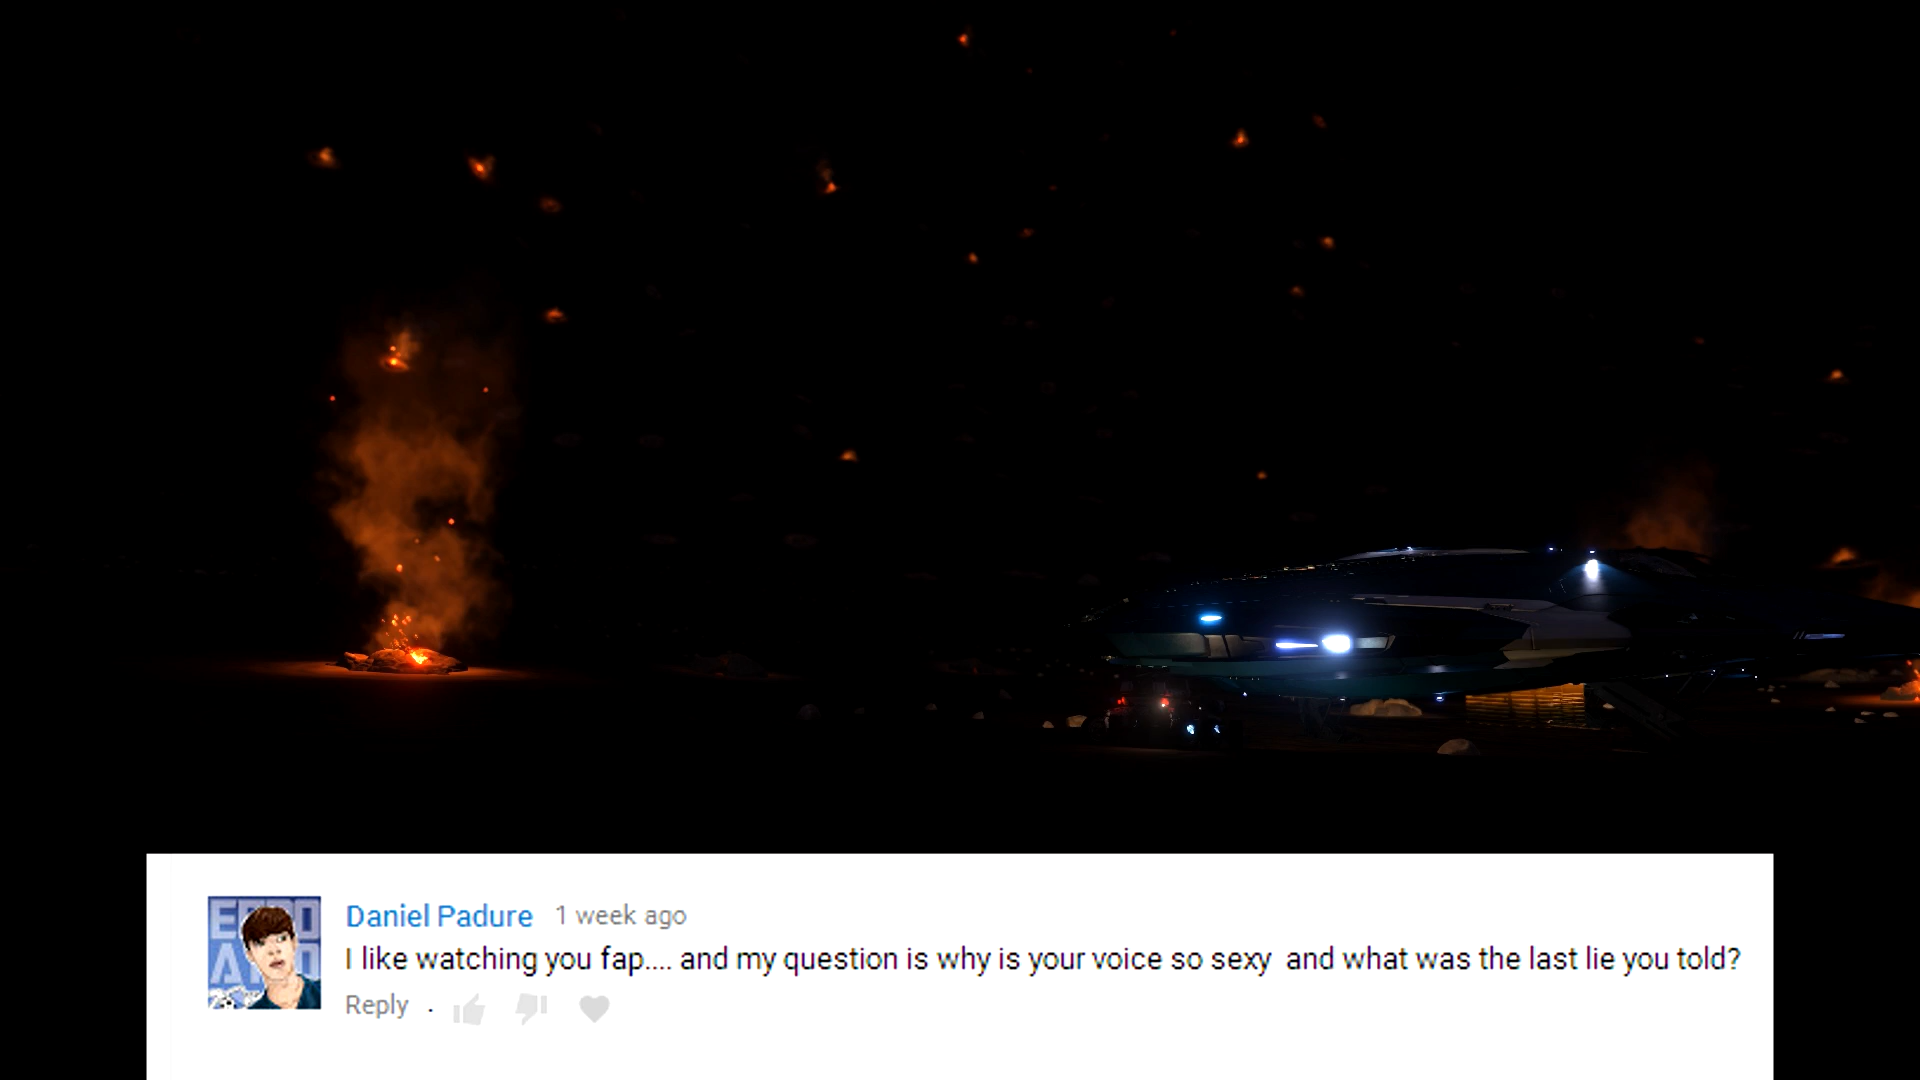 Daniel Padure 1 week ago
I like watching you fap.... and my question is why is your voice so sexy  and what was the last lie you told?
Reply ·